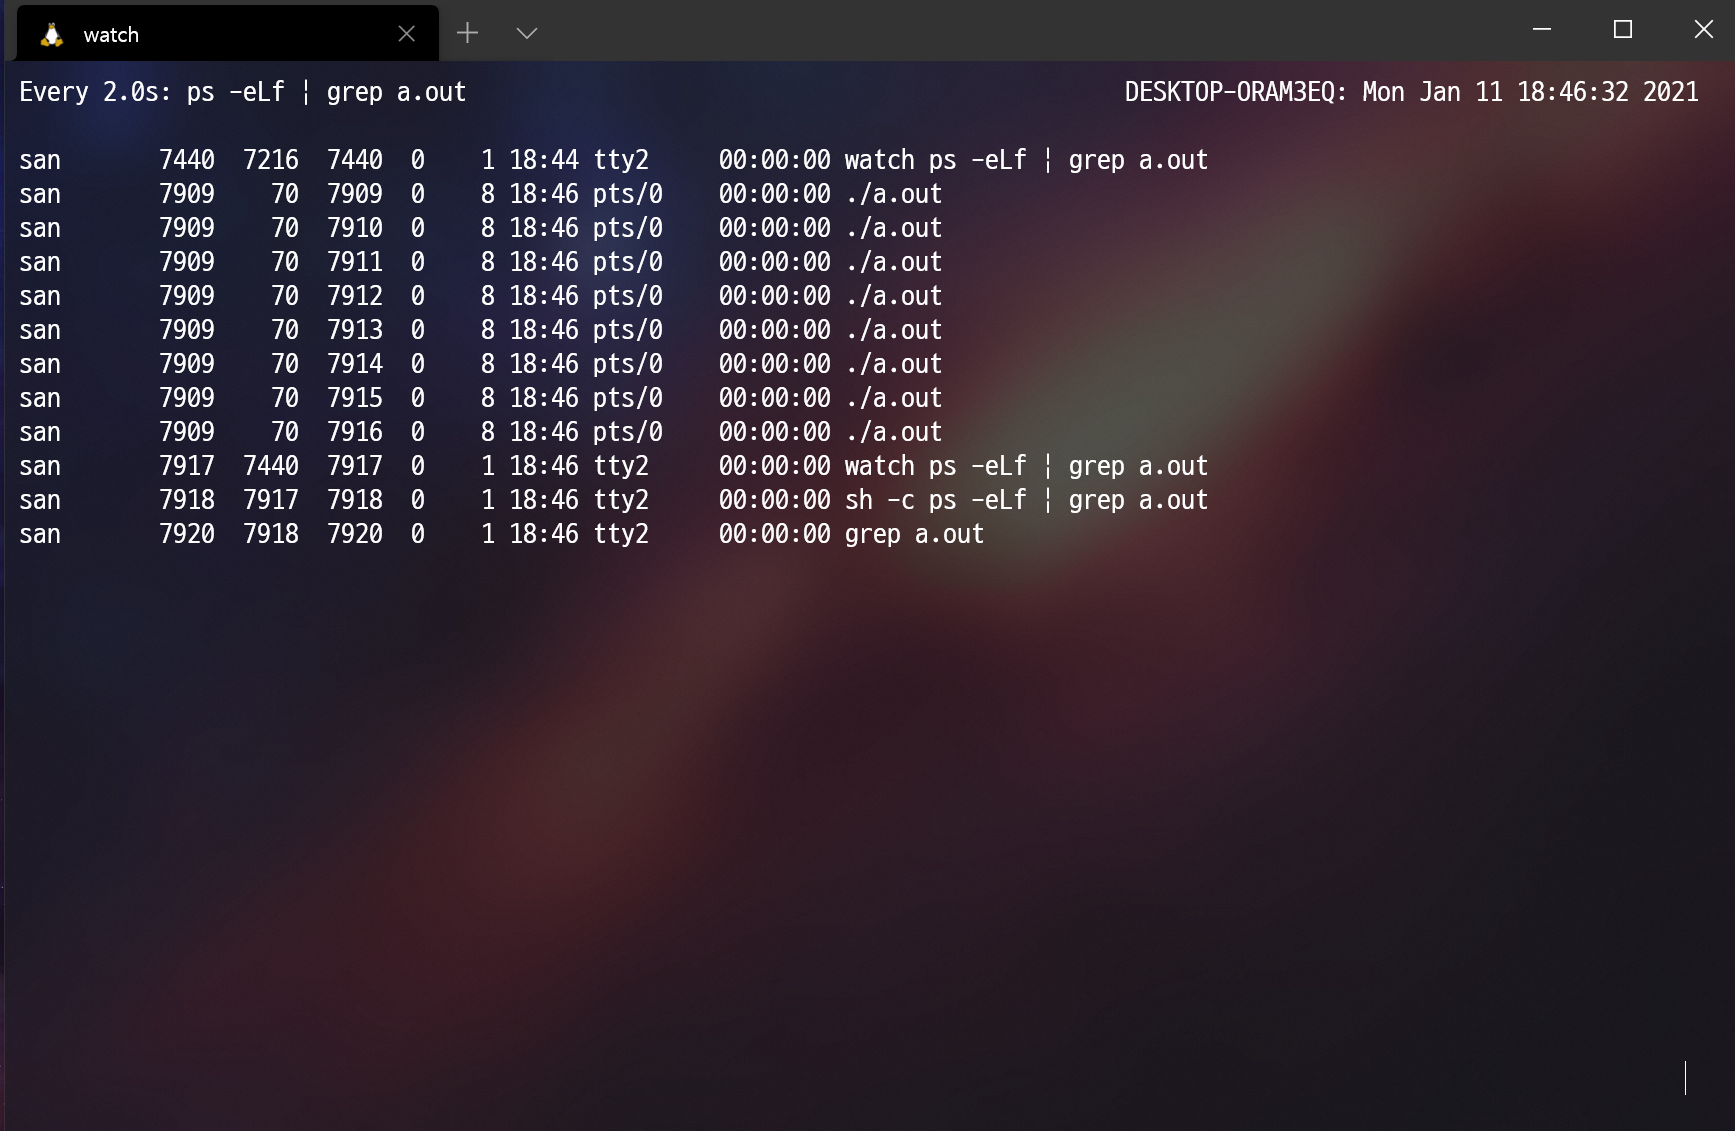 watch
Every 2.0s: ps -eLf | grep a.out DESKTOP-ORAM3EQ: Mon Jan 11 18:46:32 2021
san 7440 7216 7440 0 1 18:44 tty2 00:00:00 watch ps -eLf | grep a.out
san 7909 70 7909 0 8 18:46 pts/0 00:00:00 ./a.out
san 7909 70 7910 0 8 18:46 pts/0 00:00:00 ./a.out
san 7909 70 7911 0 8 18:46 pts/0 00:00:00 ./a.out
san 7909 70 7912 0 8 18:46 pts/0 00:00:00 ./a.out
san 7909 70 7913 0 8 18:46 pts/0 00:00:00 ./a.out
san 7909 70 7914 0 8 18:46 pts/0 00:00:00 ./a.out
san 7909 70 7915 0 8 18:46 pts/0 00:00:00 ./a.out
san 7909 70 7916 0 8 18:46 pts/0 00:00:00 ./a.out
san 7917 7440 7917 0 1 18:46 tty2 00:00:00 watch ps -eLf | grep a.out
san 7918 7917 7918 0 1 18:46 tty2 00:00:00 sh -c ps -eLf | grep a.out
san 7920 7918 7920 0 1 18:46 tty2 00:00:00 grep a.out